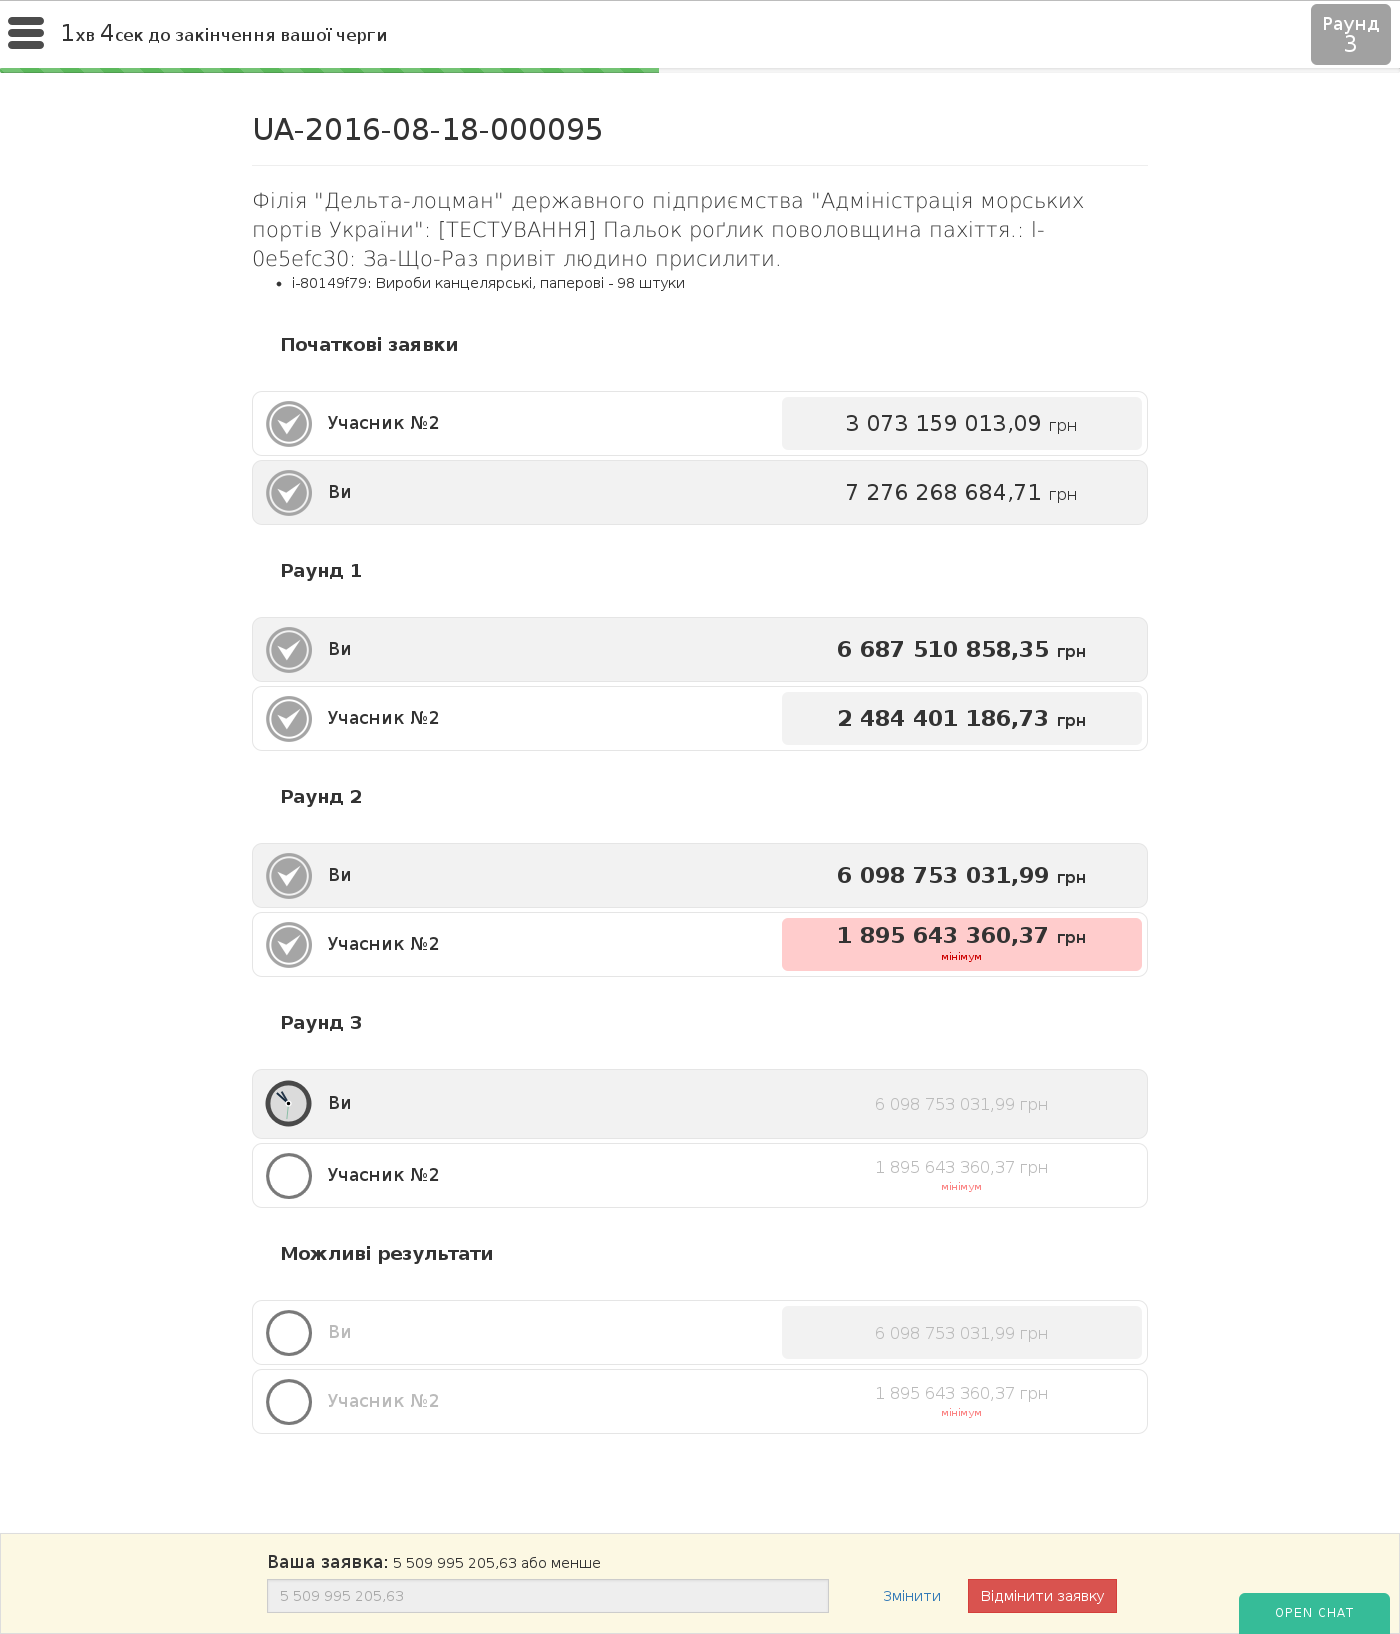 1хв 4сек до закінчення вашої черги
Раунд
3
UA-2016-08-18-000095
Філія "Дельта-лоцман" державного підприємства "Адміністрація морських
портів України": [ТЕСТУВАННЯ] Пальок роґлик поволовщина пахіття.: I-
0e5efc30: За-Що-Раз привіт людино присилити.
i-80149f79: Вироби канцелярські, паперові - 98 штуки
Початкові заявки
Учасник №2 3 073 159 013,09 грн
Ви 7 276 268 684,71 грн
Раунд 1
Ви 6 687 510 858,35 грн
Учасник №2 2 484 401 186,73 грн
Раунд 2
Ви 6 098 753 031,99 грн
Учасник №2 1 895 643 360,37 грн
мінімум
Раунд 3
Ви 6 098 753 031,99 грн
Учасник №2 1 895 643 360,37 грн
мінімум
Можливі результати
Ви 6 098 753 031,99 грн
Учасник №2 1 895 643 360,37 грн
мінімум
Ваша заявка: 5 509 995 205,63 або менше
5 509 995 205,63 Змінити Відмінити заявку
OPEN CHAT